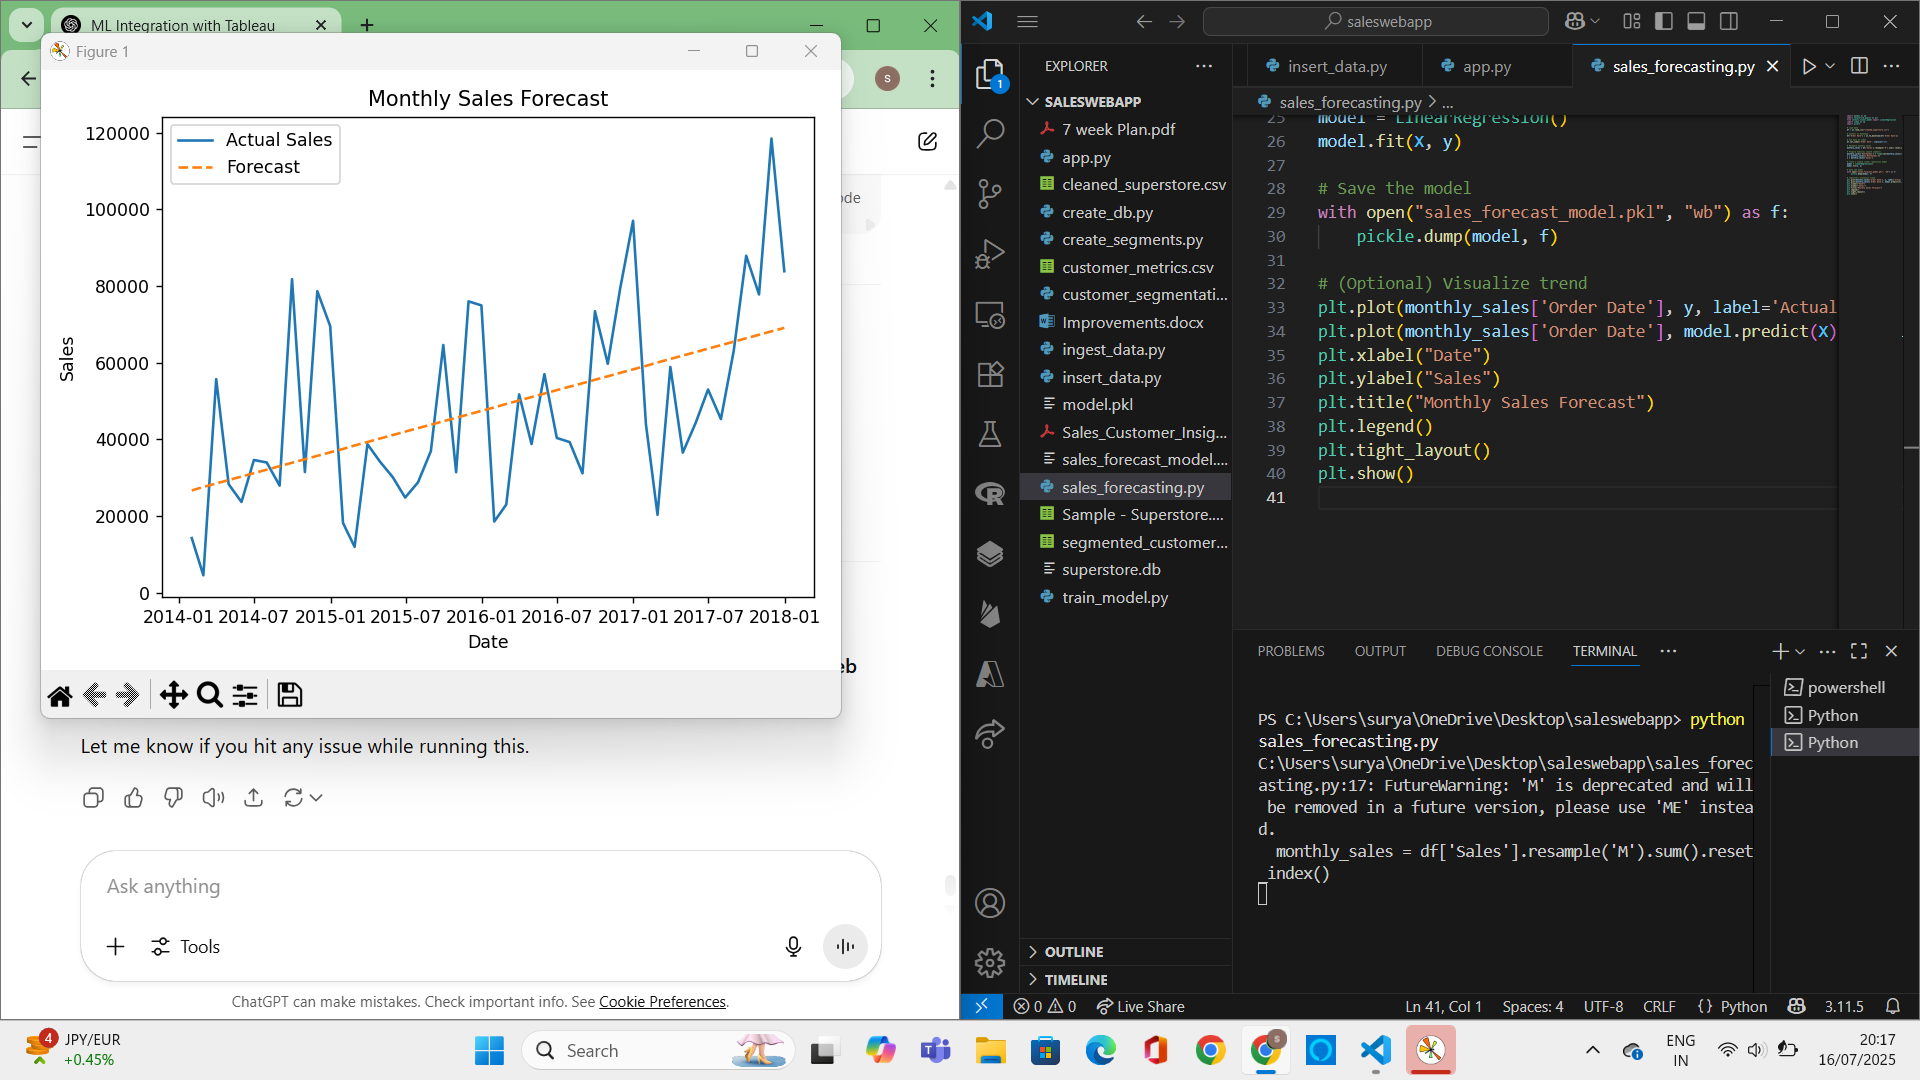 ML Integration with Tableau
Figure 1
s
Monthly Sales Forecast
Actual Sales
Forecast
120000
100000
80000
60000
40000
20000
0
Sales
2014-01 2014-07 2015-01 2015-07 2016-01 2016-07 2017-01 2017-07 2018-01
Date
Let me know if you hit any issue while running this.
Ask anything
Tools
ChatGPT can make mistakes. Check important info. See Cookie Preferences.
saleswebapp
EXPLORER
1
SALESWEBAPP
7 week Plan.pdf
app.py
cleaned_superstore.csv
create_db.py
create_segments.py
customer_metrics.csv
customer_segmentati...
Improvements.docx
ingest_data.py
insert_data.py
model.pkl
Sales_Customer_Insig...
sales_forecast_model....
sales_forecasting.py
Sample - Superstore....
segmented_customer...
superstore.db
train_model.py
OUTLINE
TIMELINE
insert_data.py
app.py
sales_forecasting.py
sales_forecasting.py > ...
25 model = LinearRegression()
26 model.fit(X, y)
27
28 # Save the model
29 with open("sales_forecast_model.pkl", "wb") as f:
30 pickle.dump(model, f)
31
32 # (Optional) Visualize trend
33 plt.plot(monthly_sales['Order Date'], y, label='Actual
34 plt.plot(monthly_sales['Order Date'], model.predict(X)
35 plt.xlabel("Date")
36 plt.ylabel("Sales")
37 plt.title("Monthly Sales Forecast")
38 plt.legend()
39 plt.tight_layout()
40 plt.show()
41
PROBLEMS OUTPUT DEBUG CONSOLE TERMINAL
PS C:\Users\surya\OneDrive\Desktop\saleswebapp> python
sales_forecasting.py
C:\Users\surya\OneDrive\Desktop\saleswebapp\sales_forec
asting.py:17: FutureWarning: 'M' is deprecated and will
be removed in a future version, please use 'ME' instea
d.
monthly_sales = df['Sales'].resample('M').sum().reset
_index()
powershell
Python
Python
0 0 Live Share
Ln 41, Col 1 Spaces: 4 UTF-8 CRLF {} Python 3.11.5
4
JPY/EUR
+0.45%
Search
ENG
IN
20:17
16/07/2025